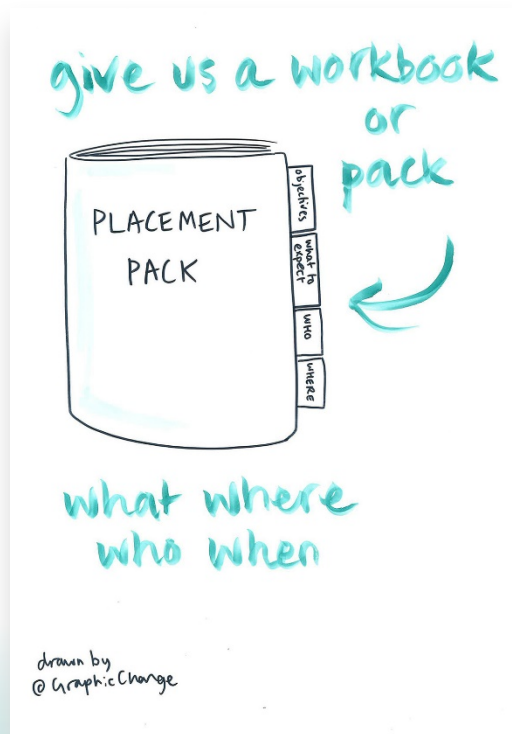 give us a workbook
or
pack
PLACEMENT
PACK
objectives
what to
expect
WHO
WHERE
what where
who when
drawn by
@GraphicChange